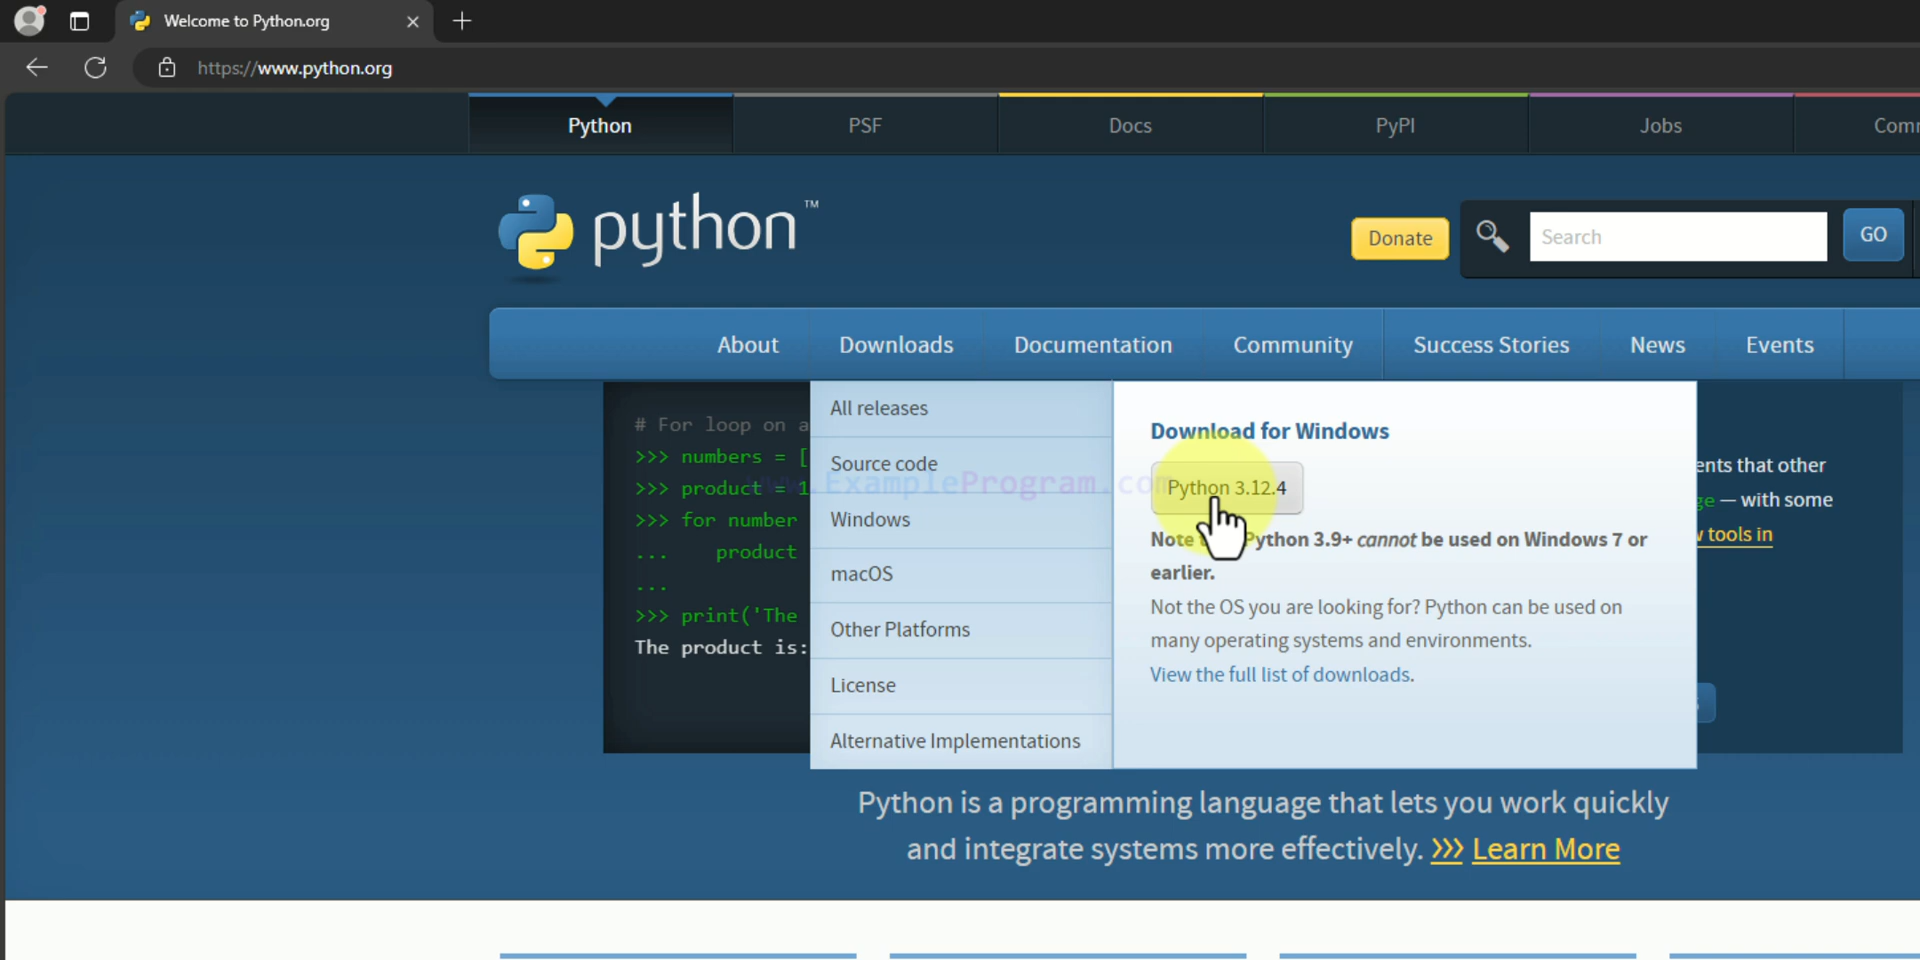 Welcome to Python.org
https://www.python.org
Python
PSF
Docs
PyPI
Jobs
python™
Donate
Search
GO
About
Downloads
Documentation
Community
Success Stories
News
Events
# For loop on a
>>> numbers = [
>>> product = 1
>>> for number
... product
...
>>> print('The
The product is:
All releases
Source code
Windows
macOS
Other Platforms
License
Alternative Implementations
www.ExampleProgram.com
Download for Windows
Python 3.12.4
Note Python 3.9+ cannot be used on Windows 7 or
earlier.
Not the OS you are looking for? Python can be used on
many operating systems and environments.
View the full list of downloads.
that other
— with some
tools in
Python is a programming language that lets you work quickly
and integrate systems more effectively. >>> Learn More